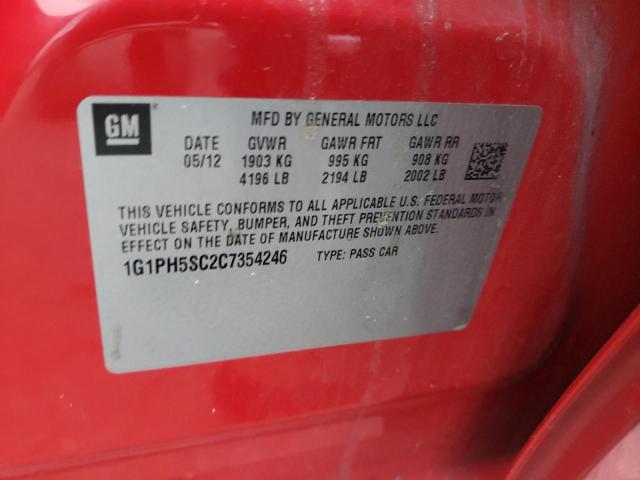 GM
MFD BY GENERAL MOTORS LLC
DATE GVWR GAWR FRT GAWR RR
05/12 1903 KG 995 KG 908 KG
4196 LB 2194 LB 2002 LB
THIS VEHICLE CONFORMS TO ALL APPLICABLE U.S. FEDERAL MOTOR
VEHICLE SAFETY, BUMPER, AND THEFT PREVENTION STANDARDS IN
EFFECT ON THE DATE OF MANUFACTURE SHOWN ABOVE.
1G1PH5SC2C7354246 TYPE: PASS CAR